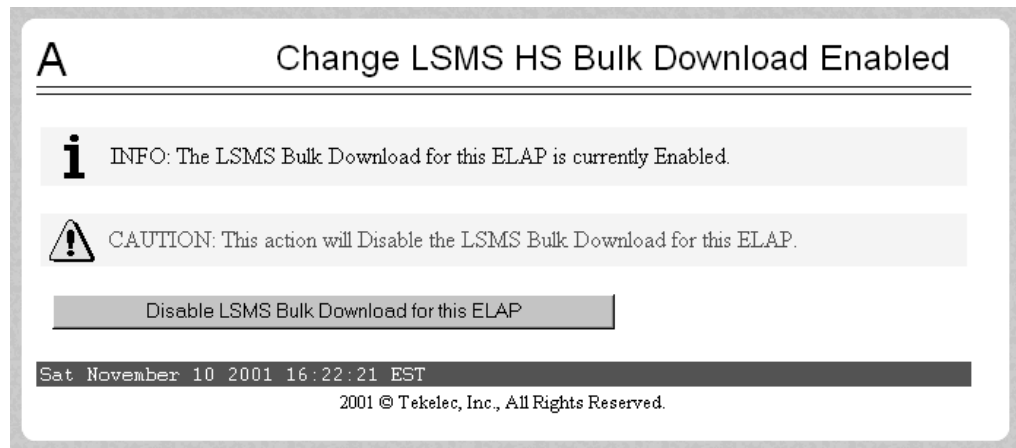 A
Change LSMS HS Bulk Download Enabled
i
INFO: The LSMS Bulk Download for this ELAP is currently Enabled.
CAUTION: This action will Disable the LSMS Bulk Download for this ELAP.
Disable LSMS Bulk Download for this ELAP
Sat November 10 2001 16:22:21 EST
2001 © Tekelec, Inc., All Rights Reserved.